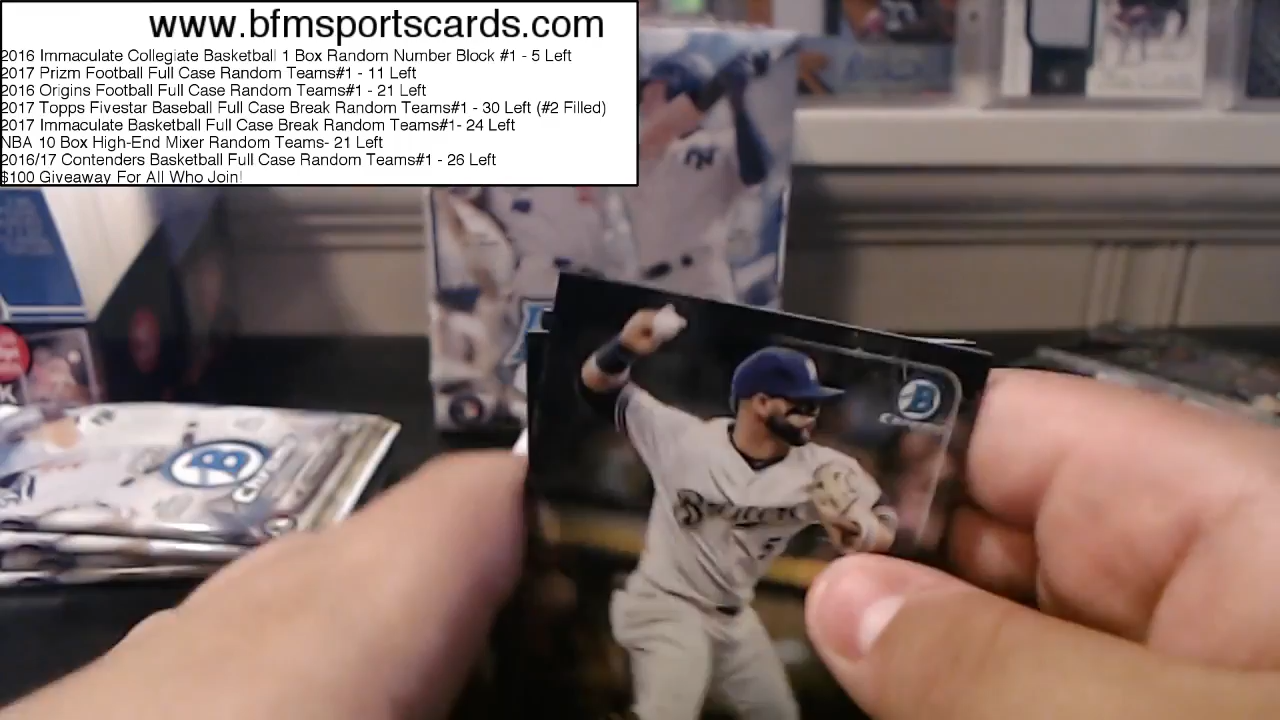 www.bfmsportscards.com
2016 Immaculate Collegiate Basketball 1 Box Random Number Block #1 - 5 Left
2017 Prizm Football Full Case Random Teams#1 - 11 Left
2016 Origins Football Full Case Random Teams#1 - 21 Left
2017 Topps Fivestar Baseball Full Case Break Random Teams#1 - 30 Left (#2 Filled)
2017 Immaculate Basketball Full Case Break Random Teams#1- 24 Left
NBA 10 Box High-End Mixer Random Teams- 21 Left
2016/17 Contenders Basketball Full Case Random Teams#1 - 26 Left
$100 Giveaway For All Who Join!
B
Chrome
Brewers
5
B
Chrome